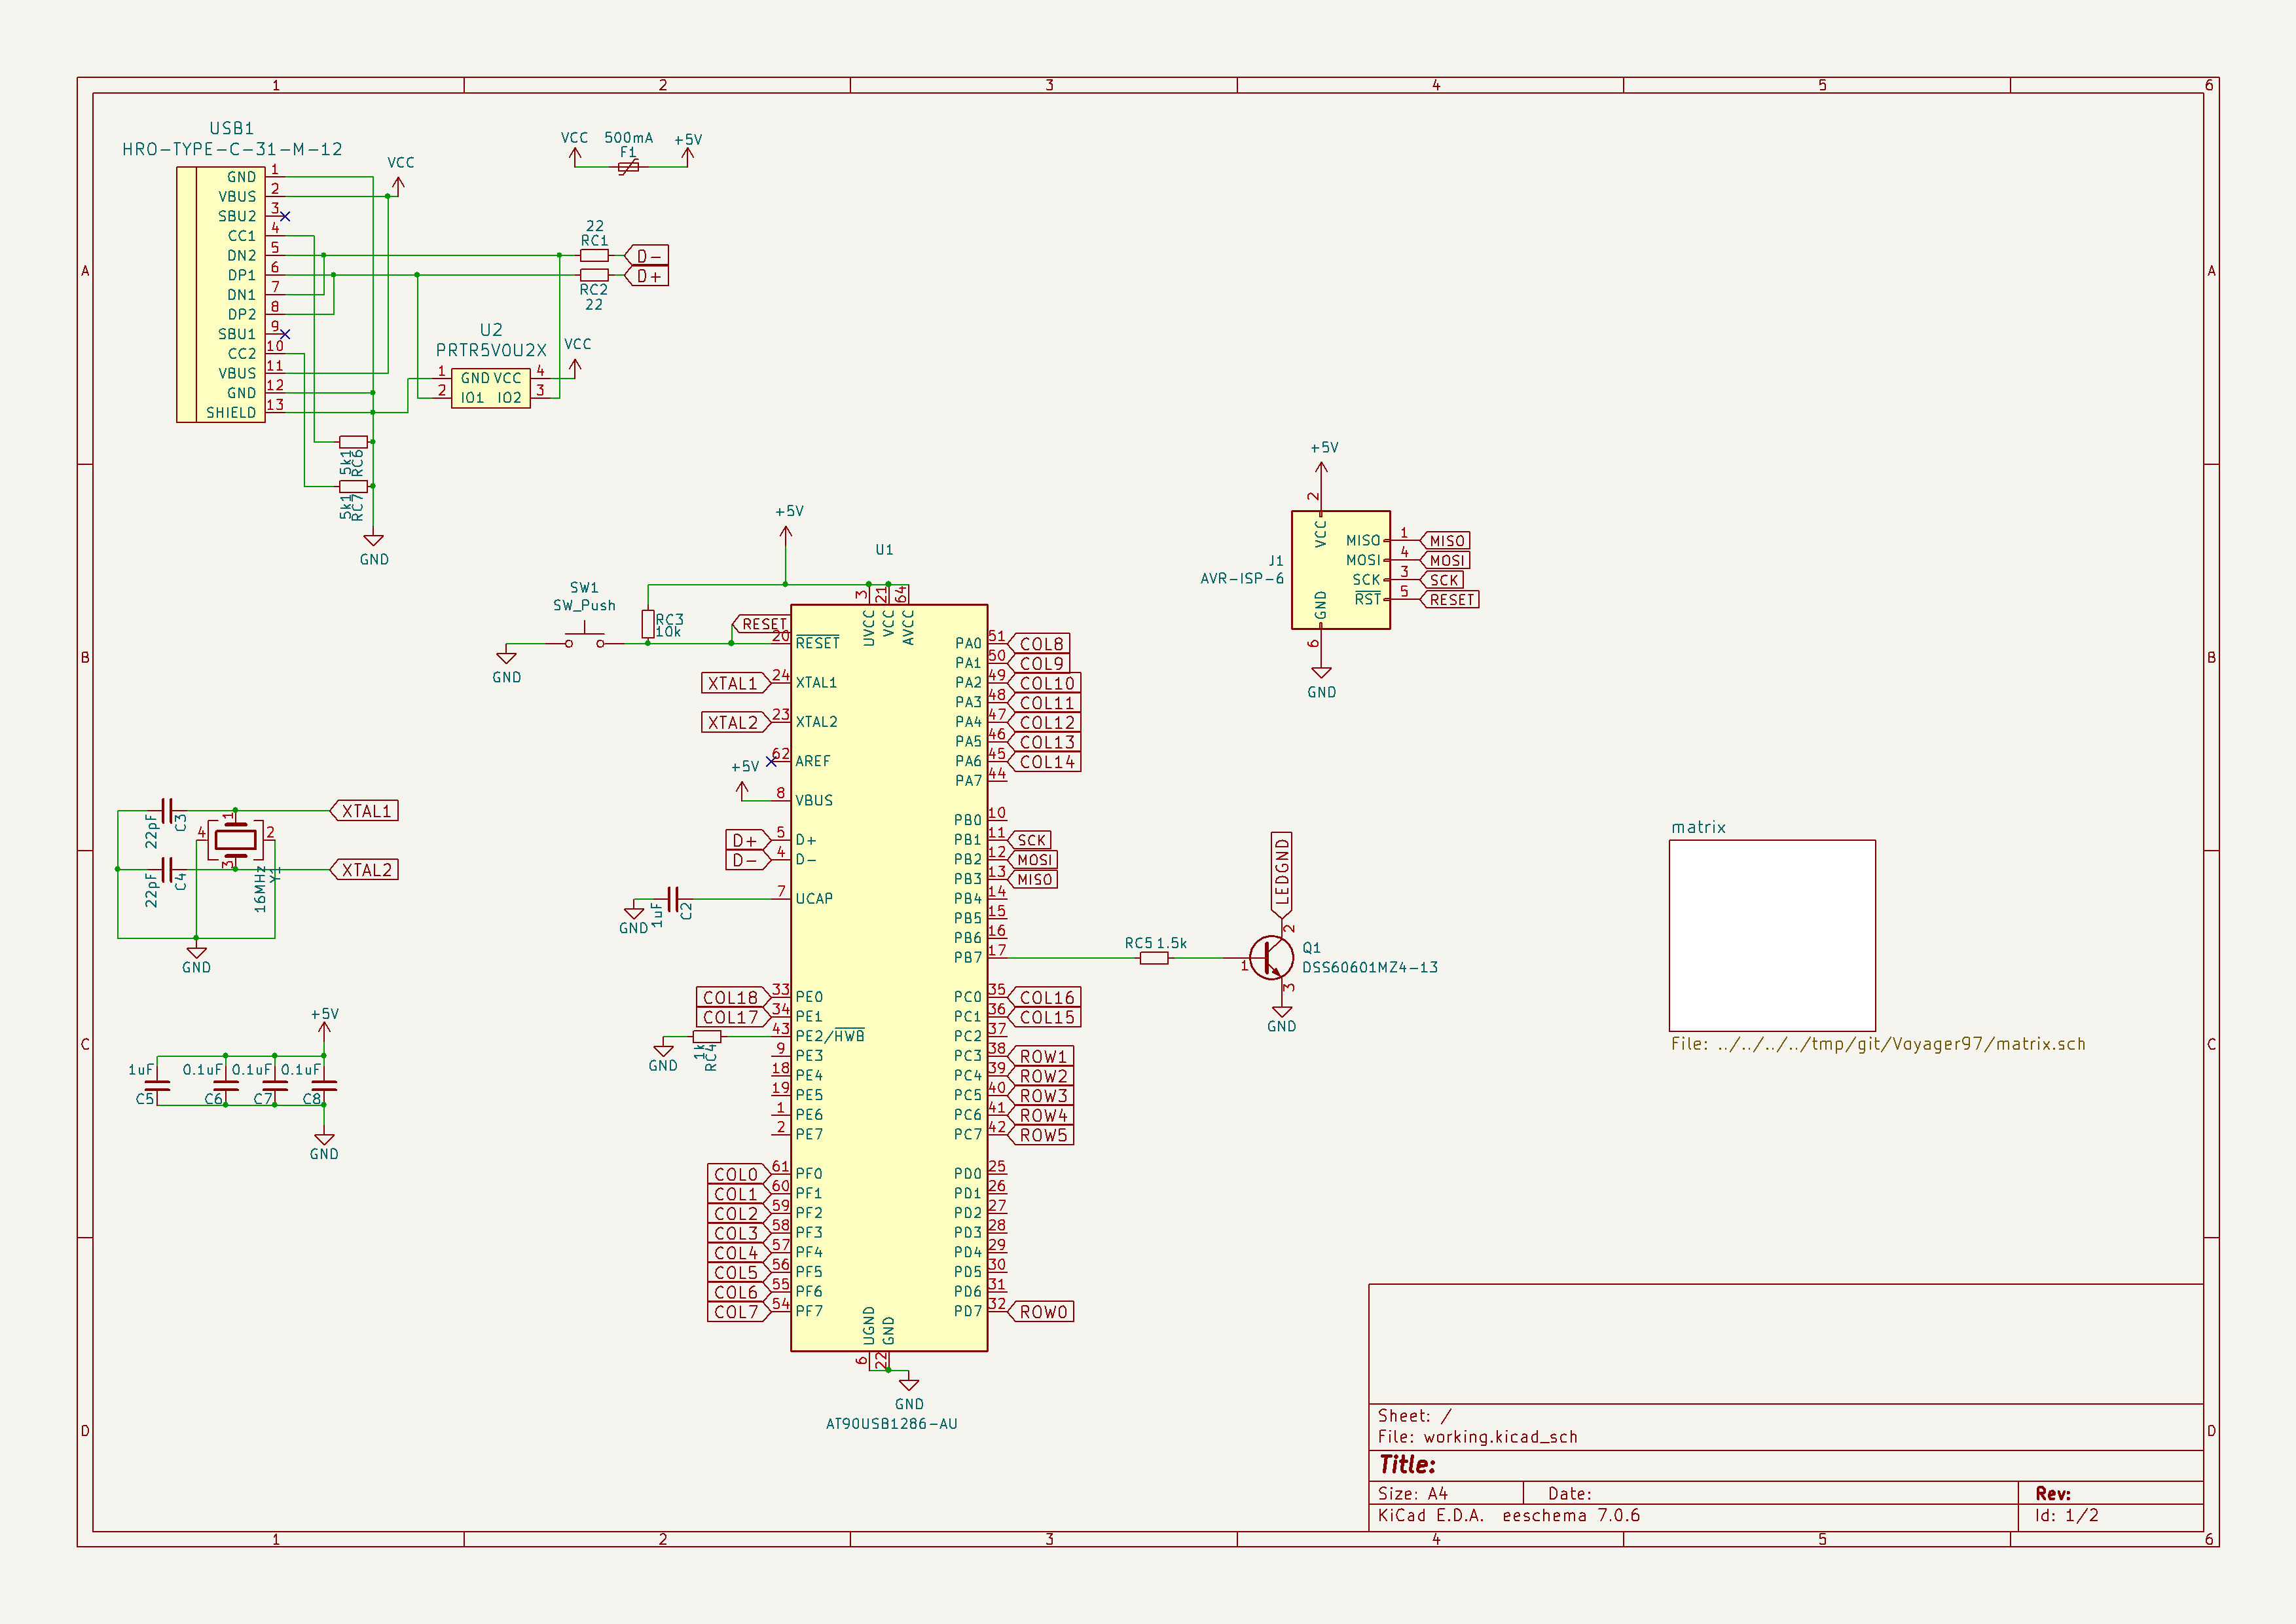 1 2 3 4 5 6
A
B
C
D
USB1
HRO-TYPE-C-31-M-12
VCC
GND 1
VBUS 2
SBU2 3
CC1 4
DN2 5
DP1 6
DN1 7
DP2 8
SBU1 9
CC2 10
VBUS 11
GND 12
SHIELD 13
5k1
RC6
5k1
RC7
GND
VCC 500mA +5V
F1
22
RC1
D-
D+
RC2
22
U2
PRTR5V0U2X
VCC
1 GND VCC 4
2 IO1 IO2 3
+5V
U1
SW1
SW_Push
GND
RC3
10k
RESET
3 21 64
UVCC VCC AVCC
20 RESET
XTAL1 24 XTAL1
XTAL2 23 XTAL2
62 AREF
+5V
8 VBUS
D+ 5 D+
D- 4 D-
GND 1uF C2 7 UCAP
COL18 33 PE0
COL17 34 PE1
GND 1k RC4 43 PE2/HWB
9 PE3
18 PE4
19 PE5
1 PE6
2 PE7
COL0 61 PF0
COL1 60 PF1
COL2 59 PF2
COL3 58 PF3
COL4 57 PF4
COL5 56 PF5
COL6 55 PF6
COL7 54 PF7
PA0 51 COL8
PA1 50 COL9
PA2 49 COL10
PA3 48 COL11
PA4 47 COL12
PA5 46 COL13
PA6 45 COL14
PA7 44
PB0 10
PB1 11 SCK
PB2 12 MOSI
PB3 13 MISO
PB4 14
PB5 15
PB6 16
PB7 17
PC0 35 COL16
PC1 36 COL15
PC2 37
PC3 38 ROW1
PC4 39 ROW2
PC5 40 ROW3
PC6 41 ROW4
PC7 42 ROW5
PD0 25
PD1 26
PD2 27
PD3 28
PD4 29
PD5 30
PD6 31
PD7 32 ROW0
UGND GND
6 22
GND
AT90USB1286-AU
XTAL1
22pF C3
4 1 2 3
XTAL2
22pF C4
16MHz
Y1
GND
+5V
1uF 0.1uF 0.1uF 0.1uF
C5 C6 C7 C8
GND
+5V
2
VCC
J1
AVR-ISP-6
MISO 1 MISO
MOSI 4 MOSI
SCK 3 SCK
RST 5 RESET
GND
6
GND
LEDGND
RC5 1.5k
2
1
3
Q1
DSS60601MZ4-13
GND
matrix
File: ../../../../tmp/git/Voyager97/matrix.sch
Sheet: /
File: working.kicad_sch
Title:
Size: A4 Date: Rev:
KiCad E.D.A. eeschema 7.0.6 Id: 1/2
A
B
C
D
1 2 3 4 5 6